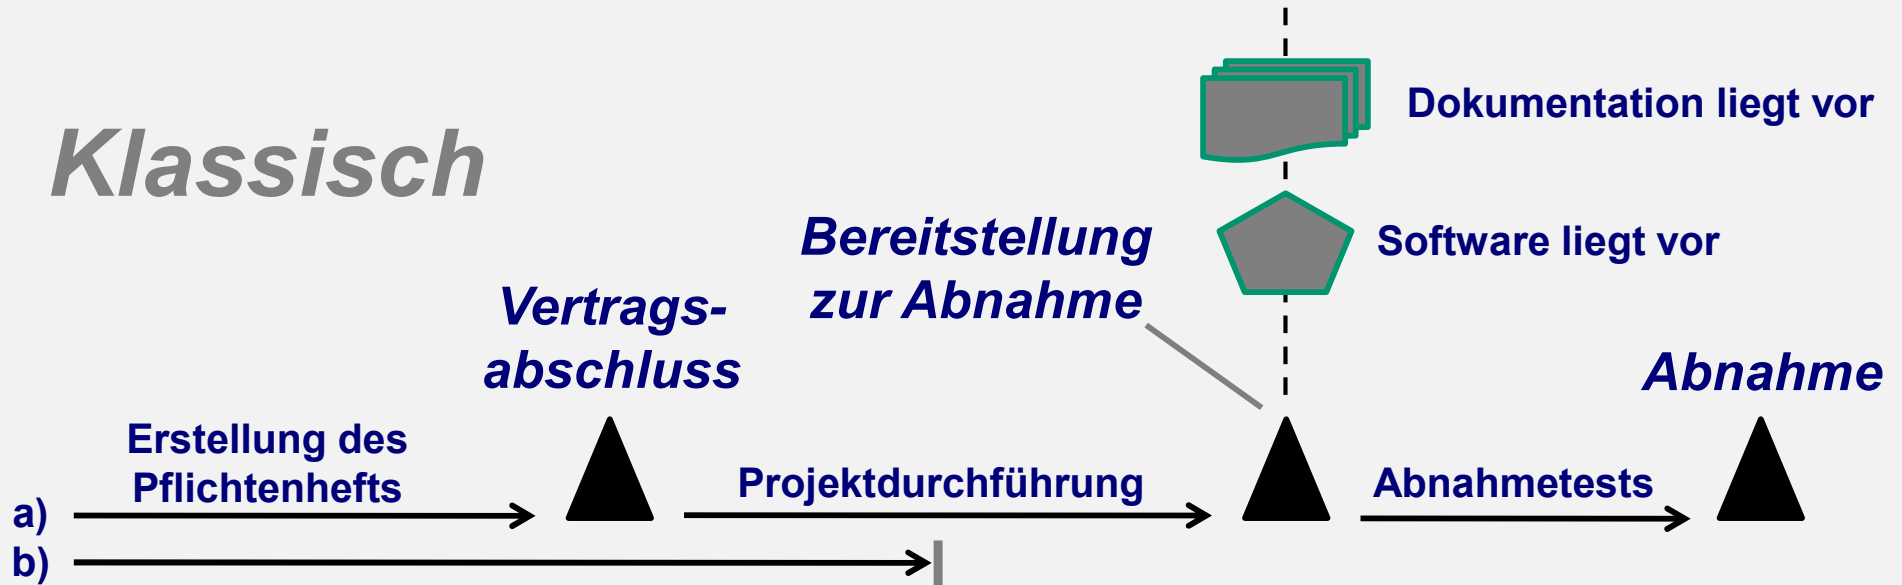 Klassisch
Dokumentation liegt vor
Software liegt vor
Bereitstellung
zur Abnahme
Vertrags-
abschluss
Abnahme
Erstellung des
Pflichtenhefts
Projektdurchführung
Abnahmetests
a)
b)